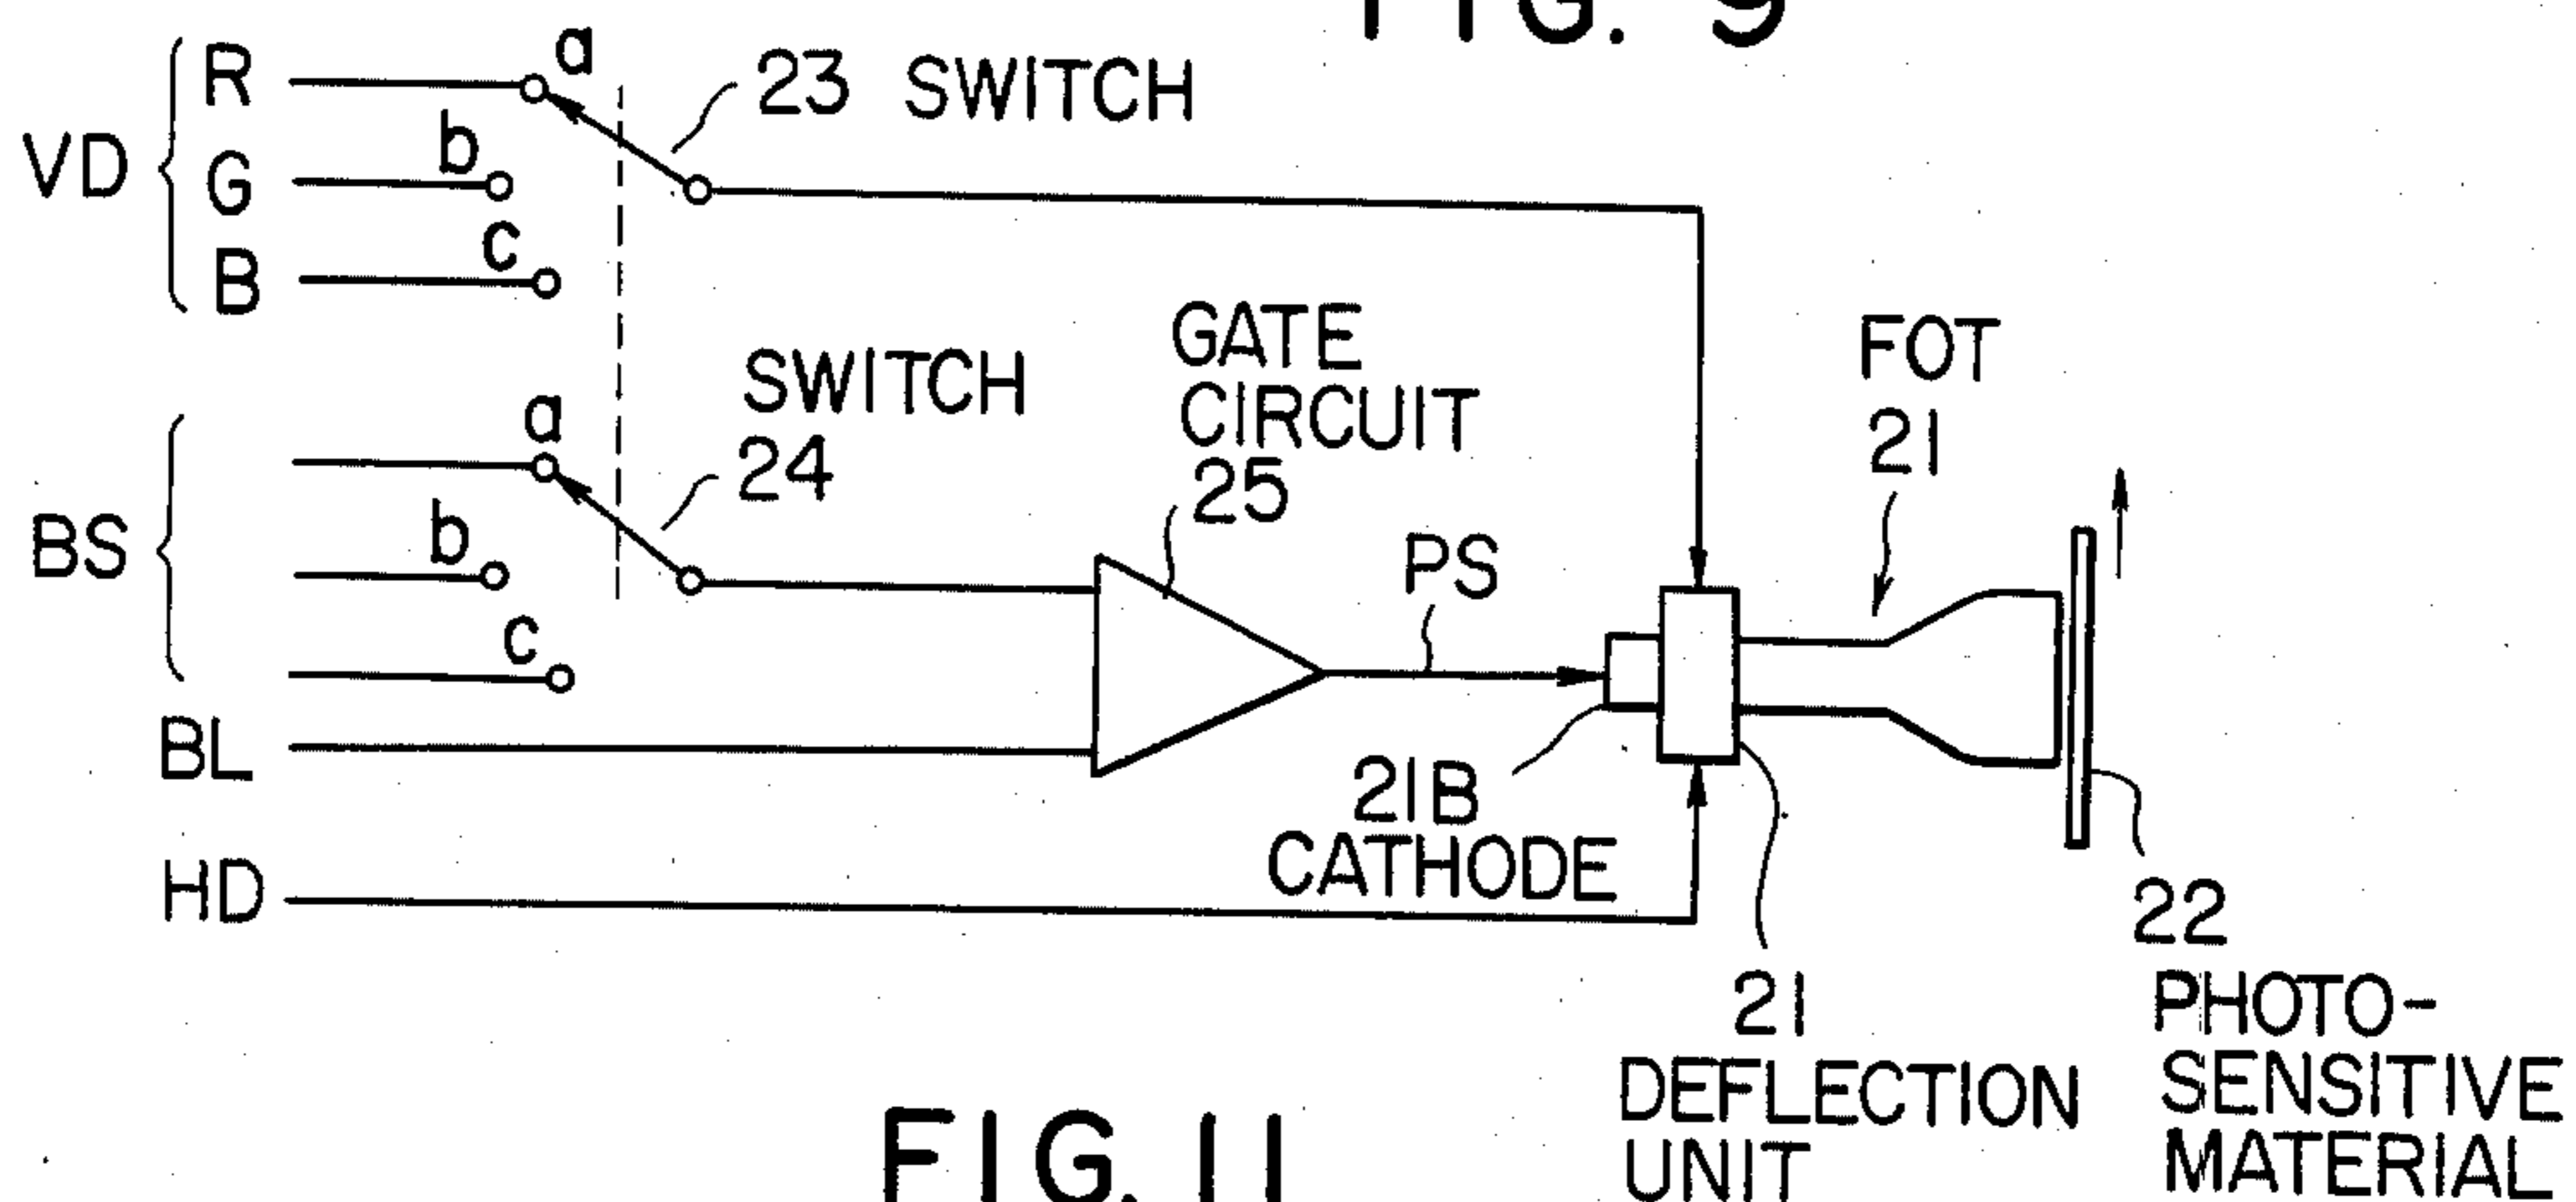 FIG. 9
R
a
23 SWITCH
VD
b
G
c
B
SWITCH
24
GATE
CIRCUIT
25
FOT
21
a
BS
b
c
PS
BL
21B
CATHODE
HD
22
PHOTO-
SENSITIVE
MATERIAL
21
DEFLECTION
UNIT
FIG. 11